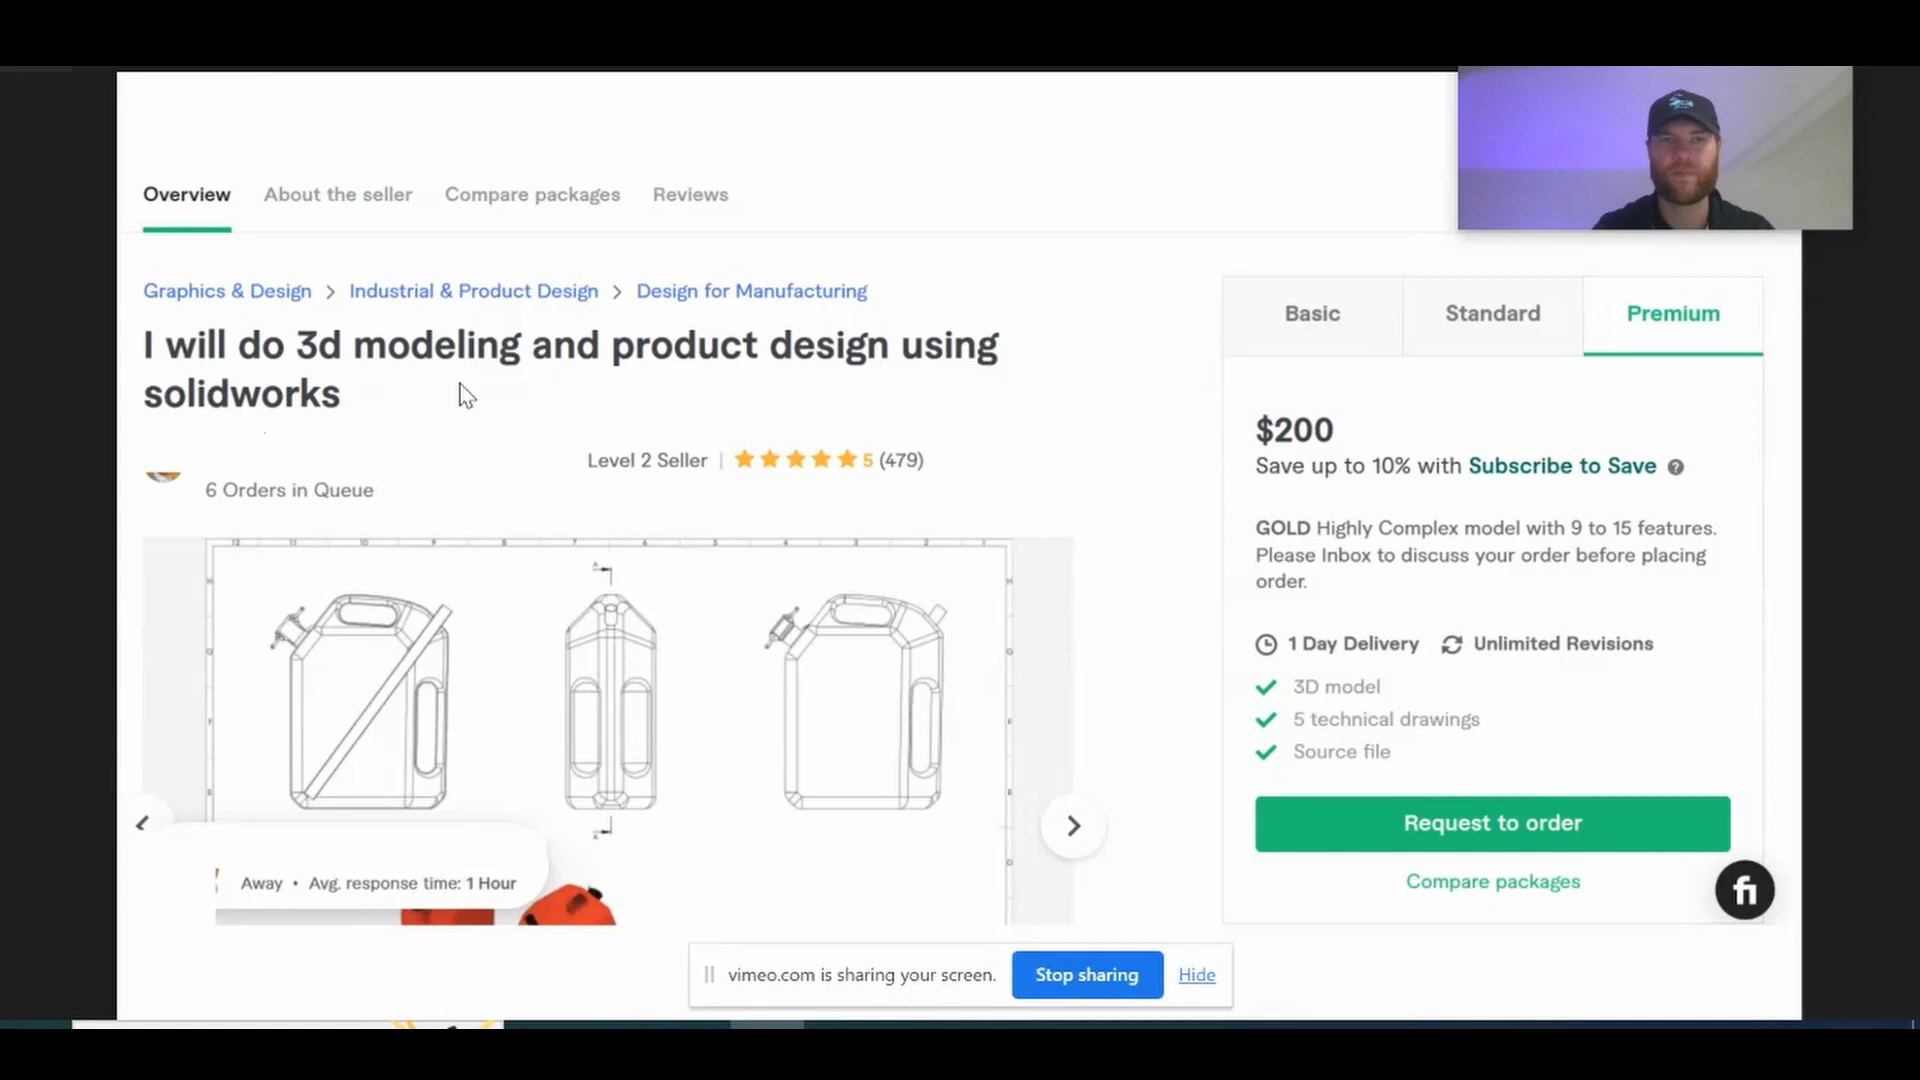 Overview About the seller Compare packages Reviews
Graphics & Design > Industrial & Product Design > Design for Manufacturing
I will do 3d modeling and product design using
solidworks
Level 2 Seller | 5 (479)
6 Orders in Queue
Away • Avg. response time: 1 Hour
Basic Standard Premium
$200
Save up to 10% with Subscribe to Save ?
GOLD Highly Complex model with 9 to 15 features.
Please Inbox to discuss your order before placing
order.
1 Day Delivery Unlimited Revisions
3D model
5 technical drawings
Source file
Request to order
Compare packages
fi
vimeo.com is sharing your screen. Stop sharing Hide